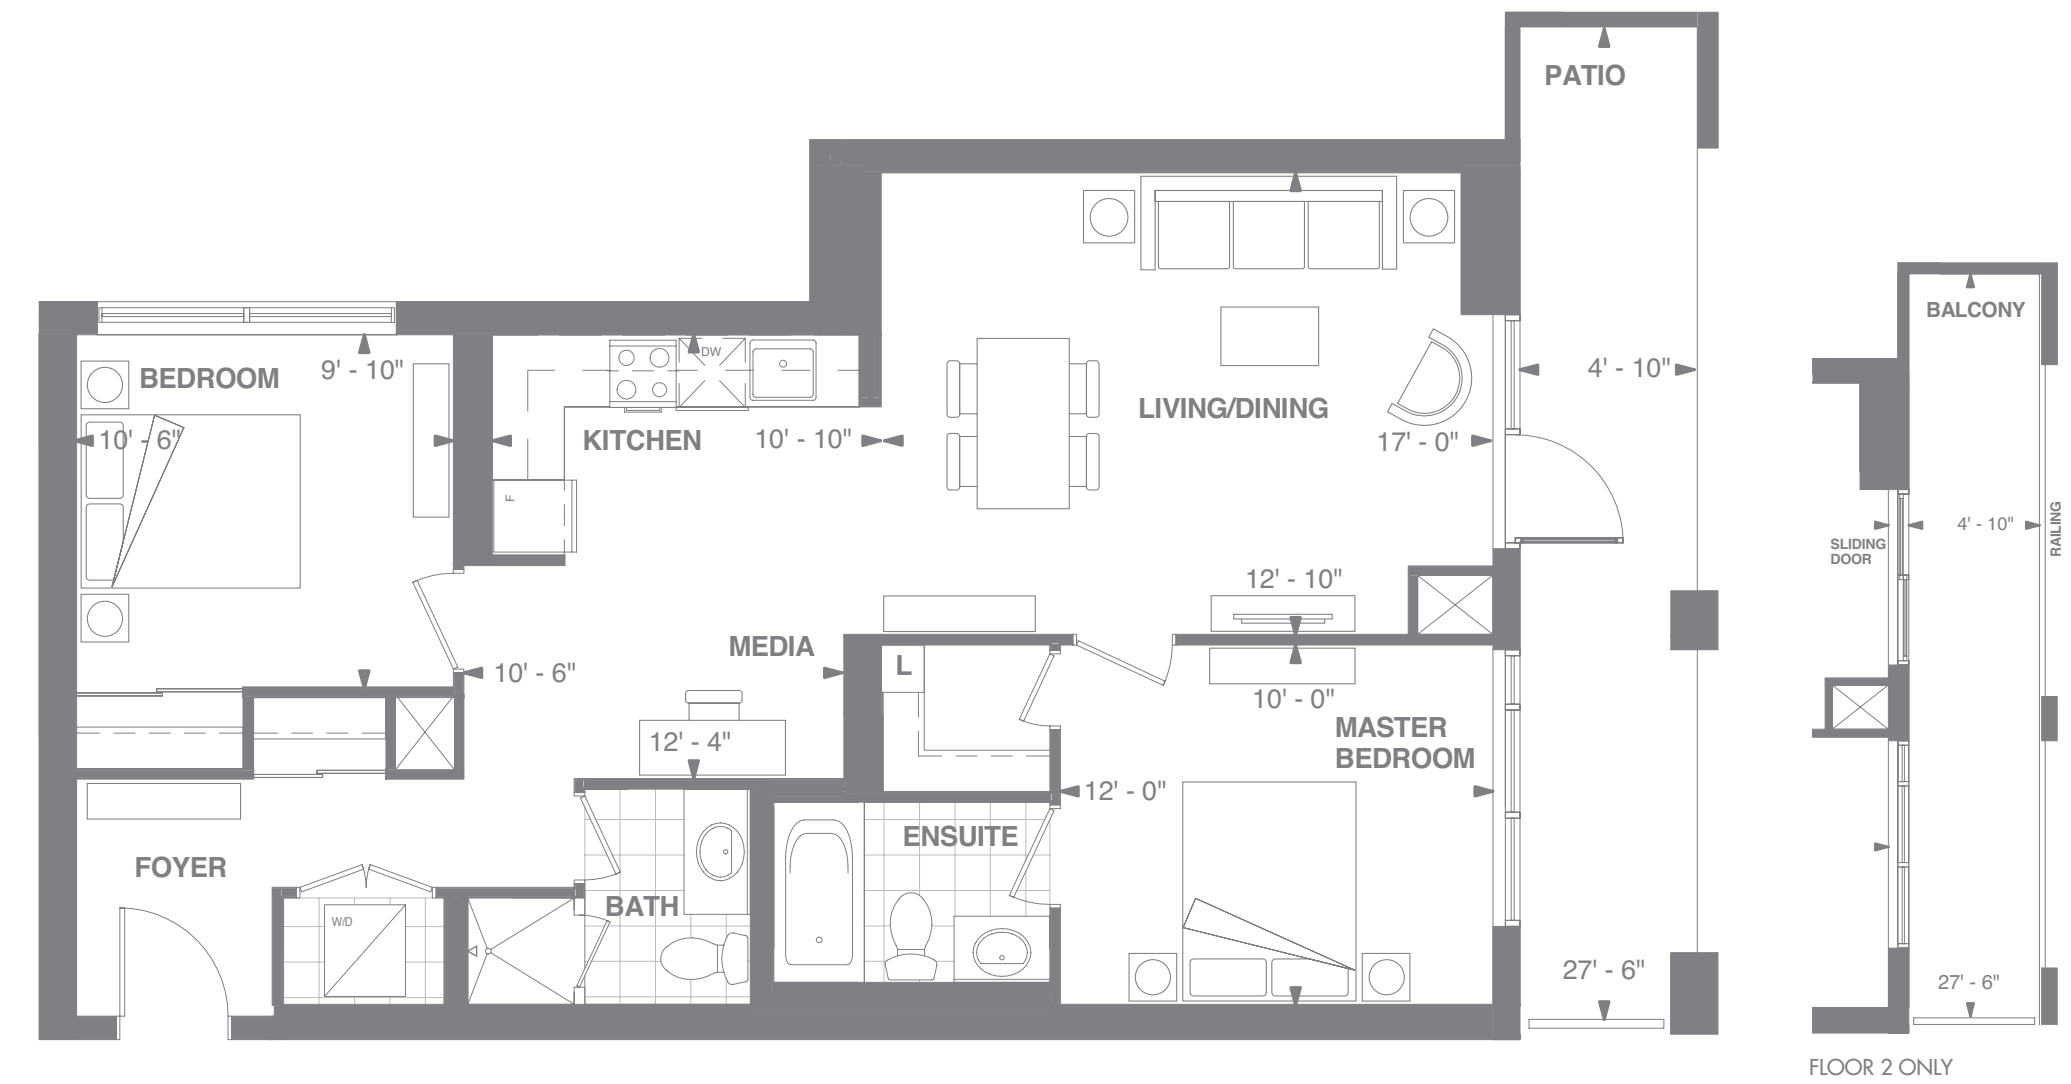 PATIO
BALCONY
9' - 10"
BEDROOM
DW
4' - 10"
LIVING/DINING
10' - 6"
KITCHEN
10' - 10"
17' - 0"
F
4' - 10"
RAILING
SLIDING
DOOR
12' - 10"
MEDIA
L
10' - 6"
10' - 0"
MASTER
BEDROOM
12' - 4"
12' - 0"
ENSUITE
FOYER
BATH
W/D
27' - 6"
27' - 6"
FLOOR 2 ONLY